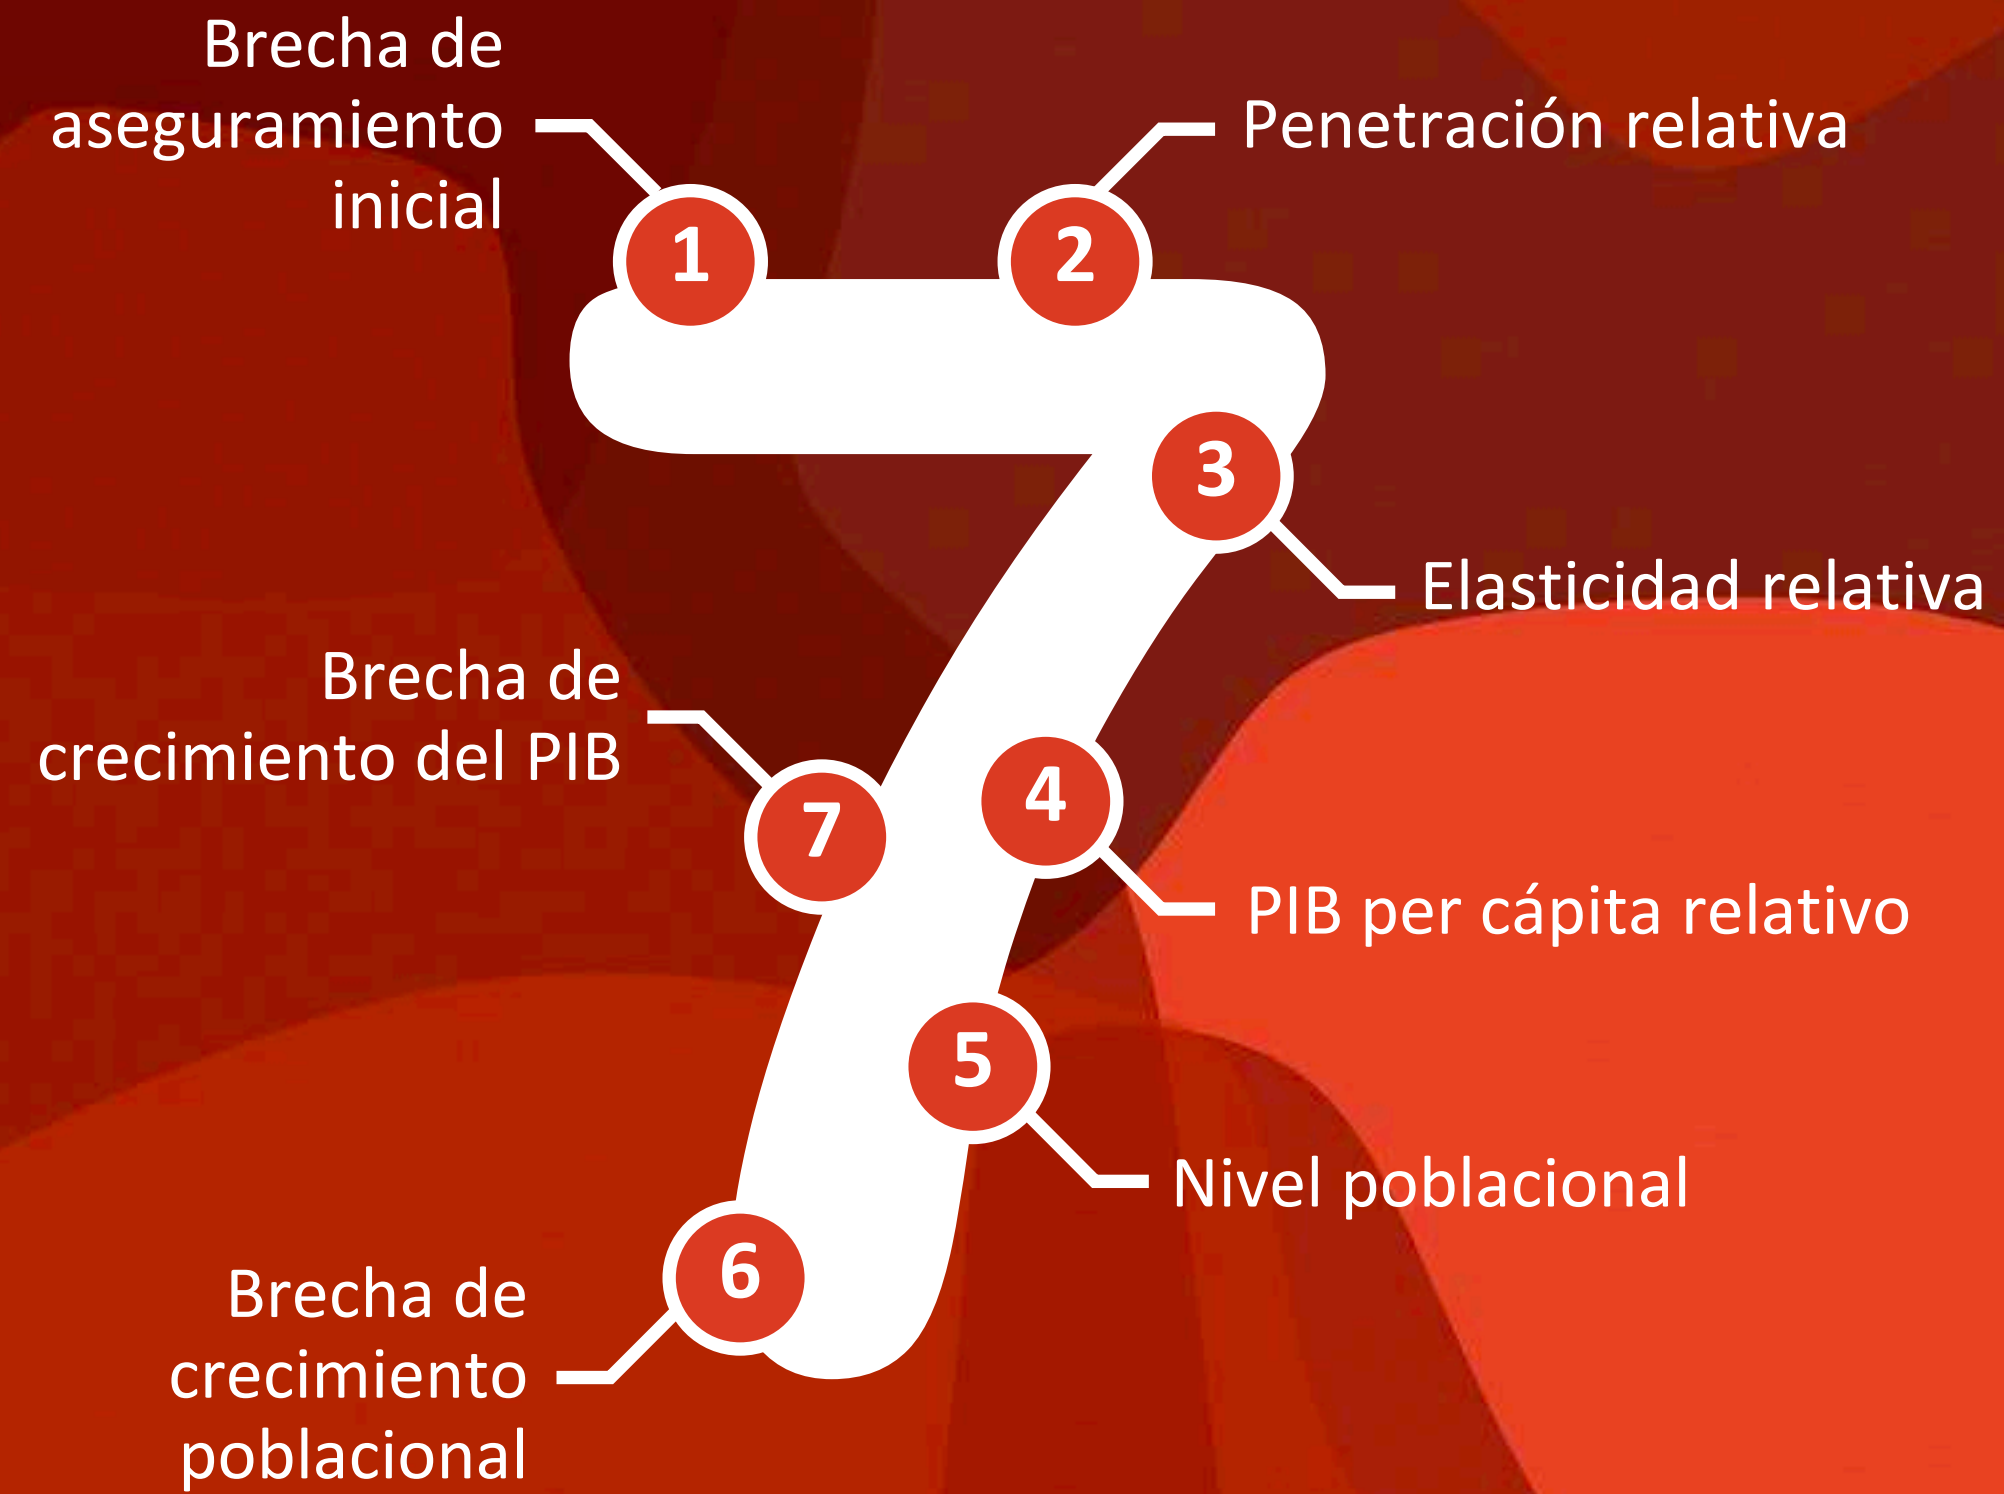 Brecha de
aseguramiento
inicial
1
2
Penetración relativa
3
Elasticidad relativa
4
PIB per cápita relativo
5
Nivel poblacional
6
Brecha de
crecimiento
poblacional
7
Brecha de
crecimiento del PIB